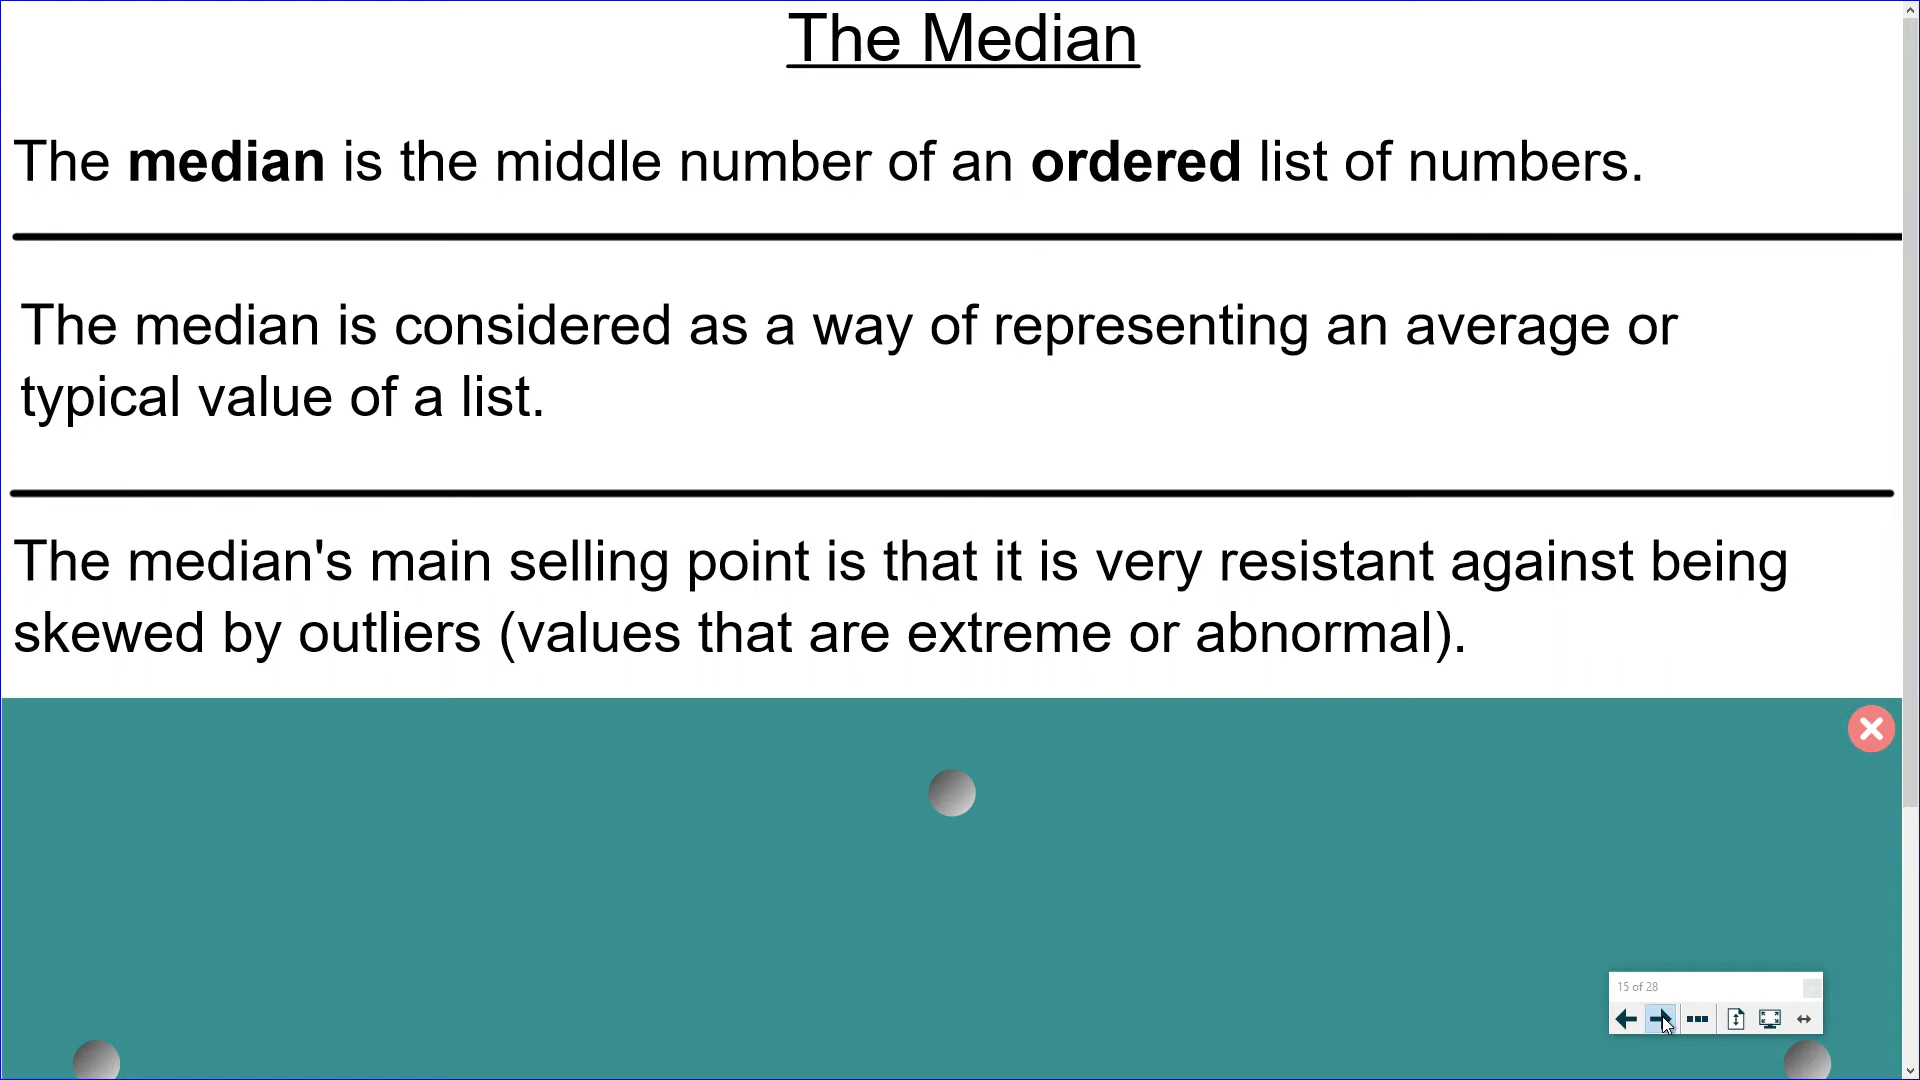 The Median
The median is the middle number of an ordered list of numbers.
The median is considered as a way of representing an average or
typical value of a list.
The median's main selling point is that it is very resistant against being
skewed by outliers (values that are extreme or abnormal).
15 of 28